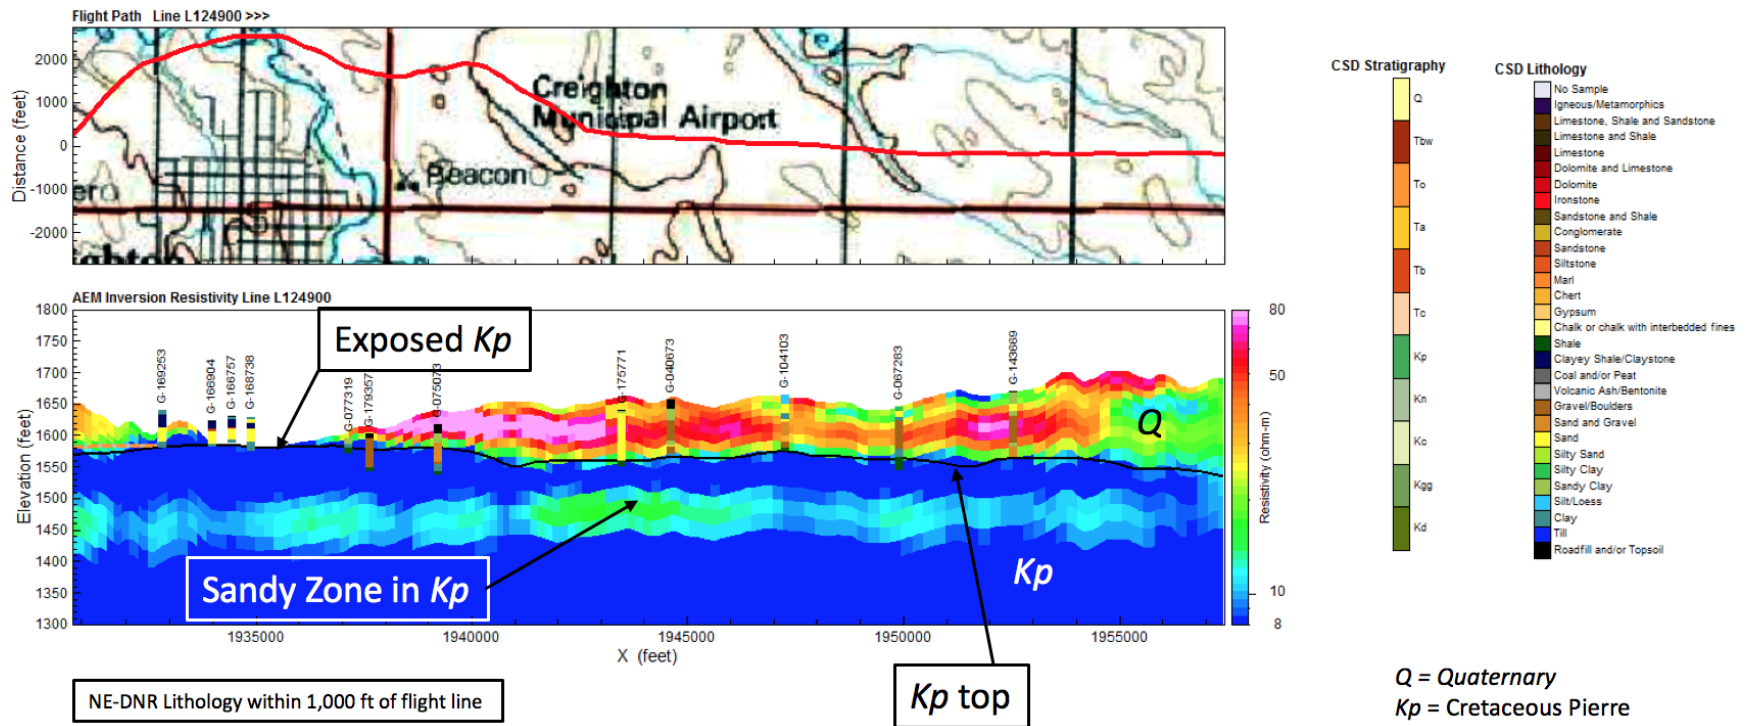 Flight Path Line L124900 >>>
Distance (feet)
2000
1000
0
-1000
-2000
Creighton
Municipal Airport
Beacon
ero
ghton
AEM Inversion Resistivity Line L124900
Elevation (feet)
1800
1750
1700
1650
1600
1550
1500
1450
1400
1350
1300
Exposed Kp
G-169253
G-166904
G-166757
G-168738
G-077319
G-179357
G-075073
G-175771
G-040673
G-104103
G-067283
G-143669
Q
Sandy Zone in Kp
Kp
Kp top
1935000
1940000
1945000
1950000
1955000
X (feet)
80
50
10
8
Resistivity (ohm-m)
NE-DNR Lithology within 1,000 ft of flight line
CSD Stratigraphy
Q
Tbw
To
Ta
Tb
Tc
Kp
Kn
Kc
Kgg
Kd
CSD Lithology
No Sample
Igneous/Metamorphics
Limestone, Shale and Sandstone
Limestone and Shale
Limestone
Dolomite and Limestone
Dolomite
Ironstone
Sandstone and Shale
Conglomerate
Sandstone
Siltstone
Marl
Chert
Gypsum
Chalk or chalk with interbedded fines
Shale
Clayey Shale/Claystone
Coal and/or Peat
Volcanic Ash/Bentonite
Gravel/Boulders
Sand and Gravel
Sand
Silty Sand
Silty Clay
Sandy Clay
Silt/Loess
Clay
Till
Roadfill and/or Topsoil
Q = Quaternary
Kp = Cretaceous Pierre